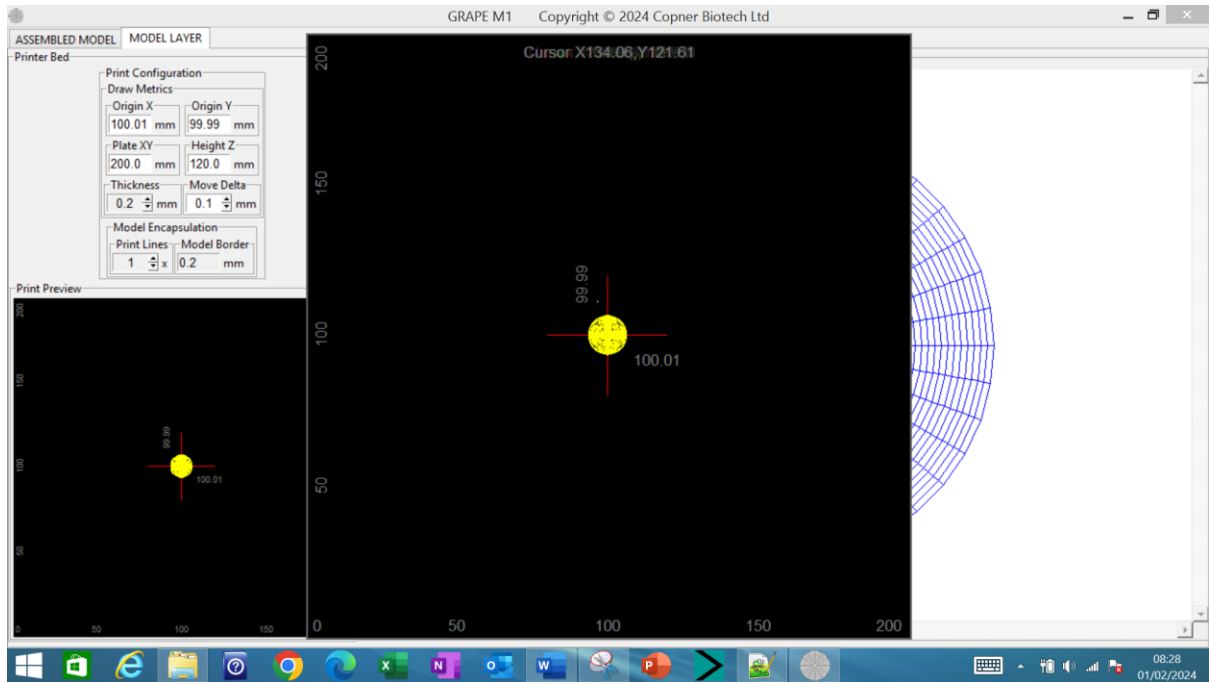 GRAPE M1 Copyright © 2024 Copner Biotech Ltd
ASSEMBLED MODEL MODEL LAYER
Printer Bed
Print Configuration
Draw Metrics
Origin X Origin Y
100.01 mm 99.99 mm
Plate XY Height Z
200.0 mm 120.0 mm
Thickness Move Delta
0.2 mm 0.1 mm
Model Encapsulation
Print Lines Model Border
1 x 0.2 mm
Print Preview
200
150
100
50
0 50 100 150
99.99
100.01
Cursor X134.06,Y121.61
200
150
100
50
0 50 100 150 200
99.99
100.01
08:28
01/02/2024